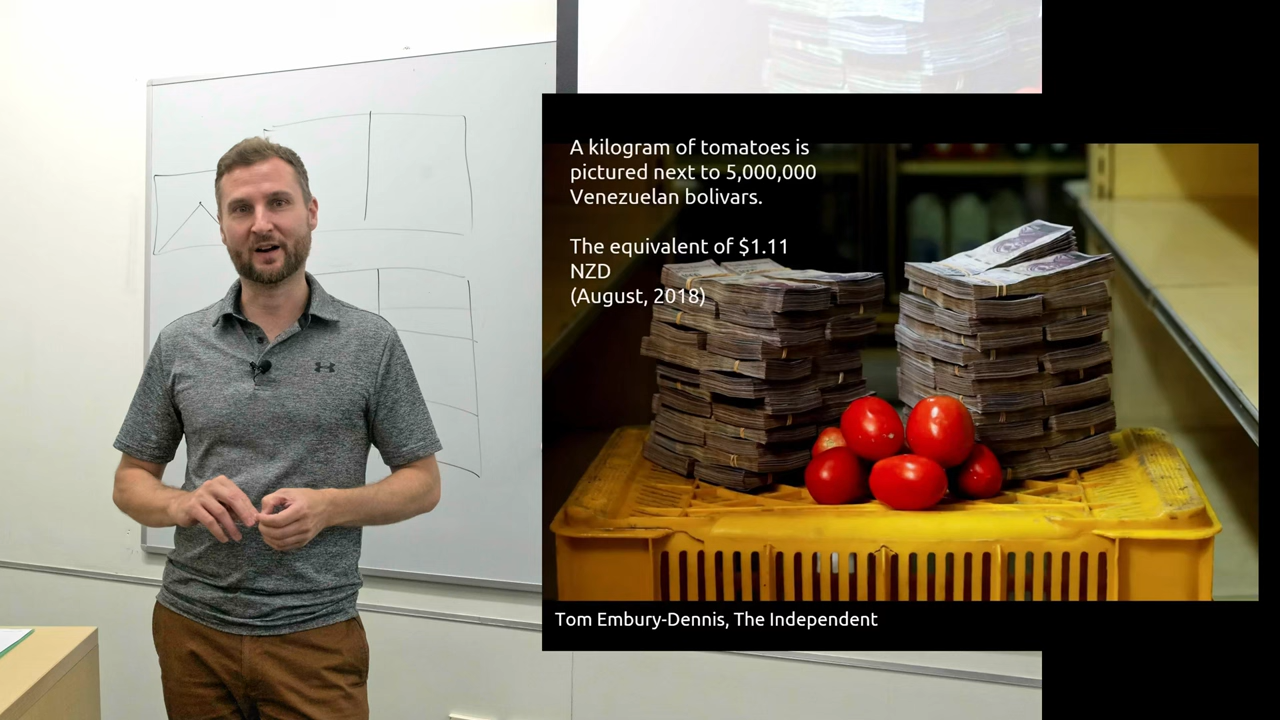 A kilogram of tomatoes is
pictured next to 5,000,000
Venezuelan bolivars.
The equivalent of $1.11
NZD
(August, 2018)
Tom Embury-Dennis, The Independent